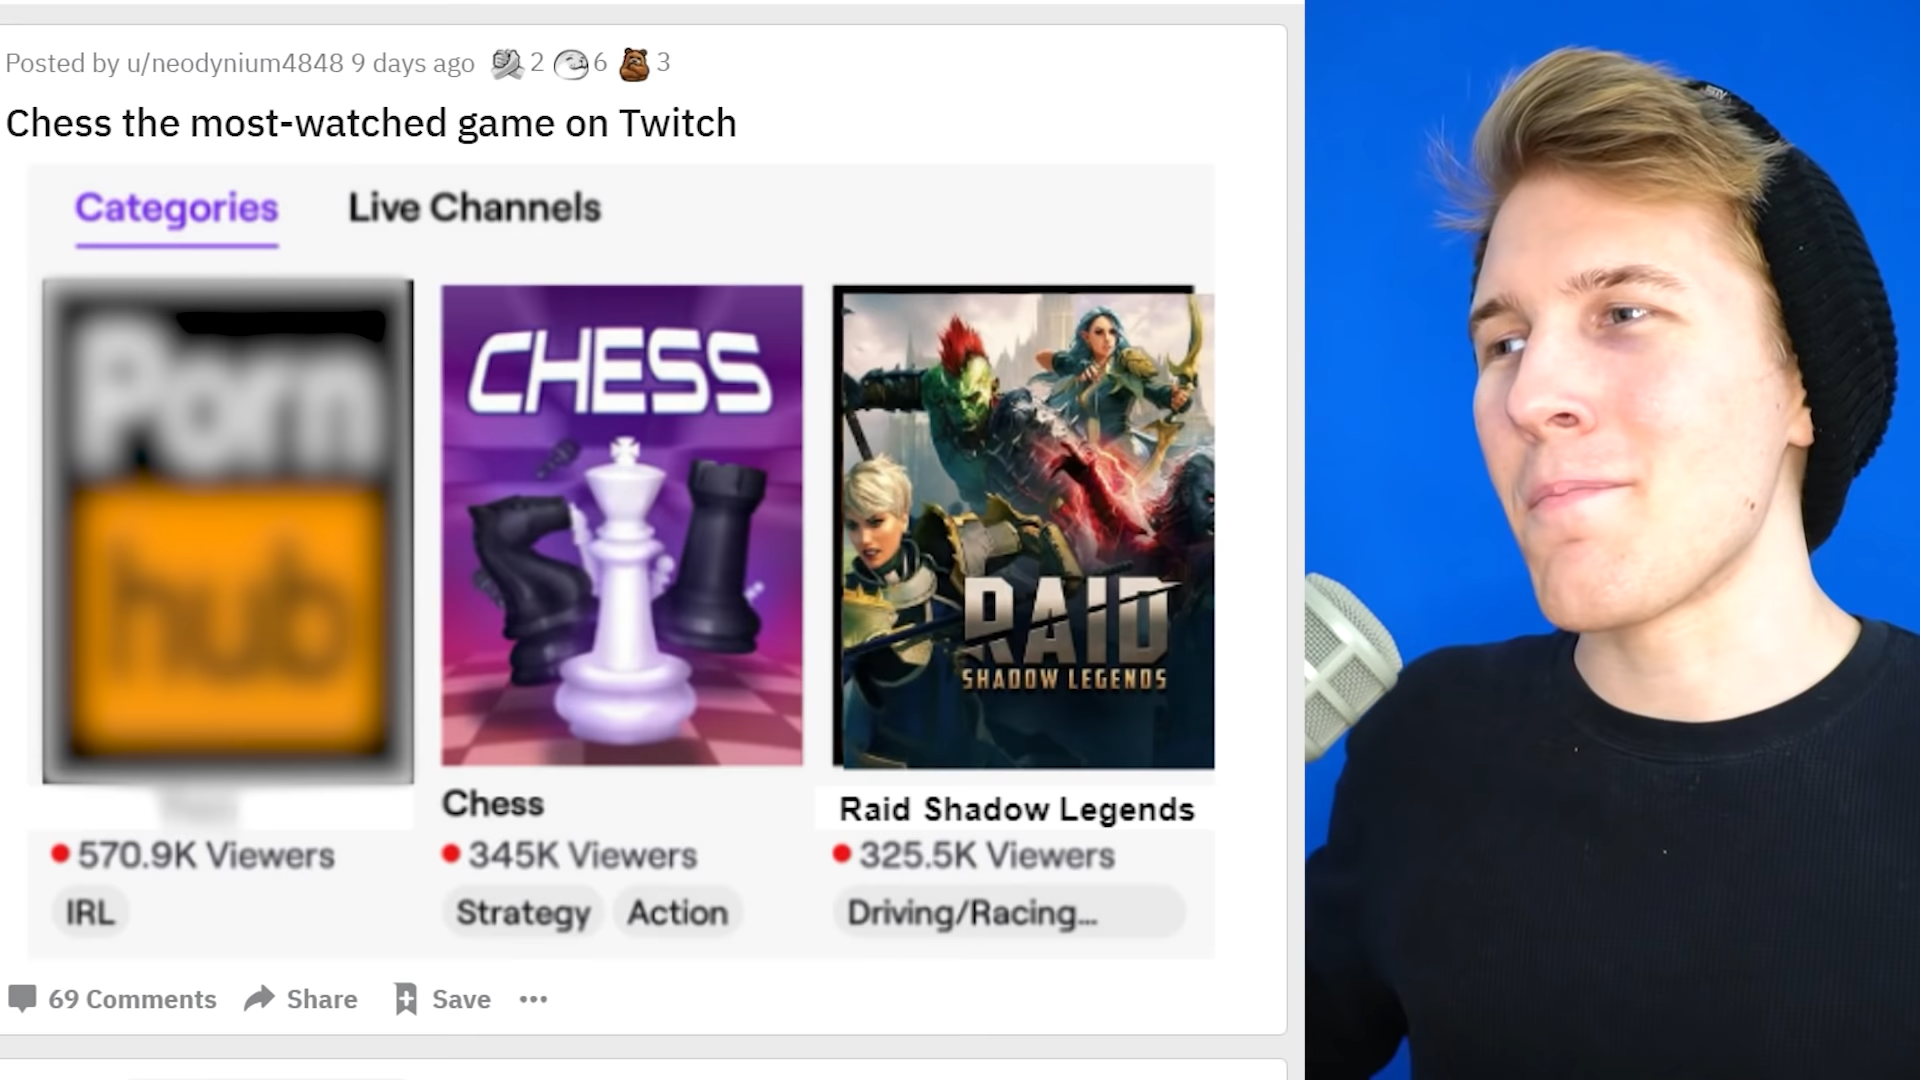 Posted by u/neodynium4848 9 days ago 2 6 3
Chess the most-watched game on Twitch
Categories Live Channels
Porn
hub
CHESS
RAID
SHADOW LEGENDS
Chess
Raid Shadow Legends
570.9K Viewers
345K Viewers
325.5K Viewers
IRL
Strategy Action
Driving/Racing...
69 Comments Share Save